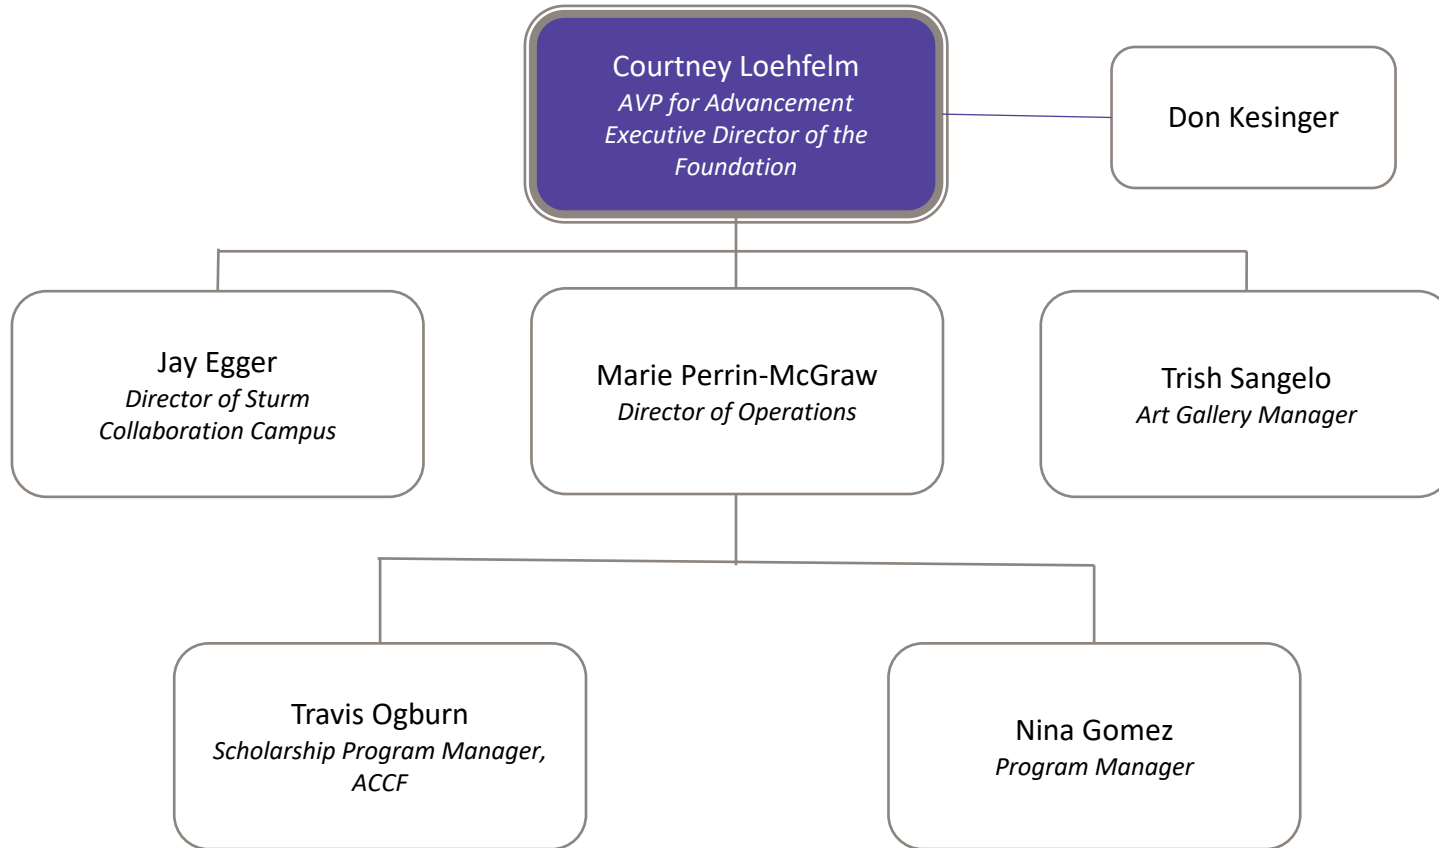 Courtney Loehfelm
AVP for Advancement
Executive Director of the
Foundation
Don Kesinger
Jay Egger
Director of Sturm
Collaboration Campus
Marie Perrin-McGraw
Director of Operations
Trish Sangelo
Art Gallery Manager
Travis Ogburn
Scholarship Program Manager,
ACCF
Nina Gomez
Program Manager